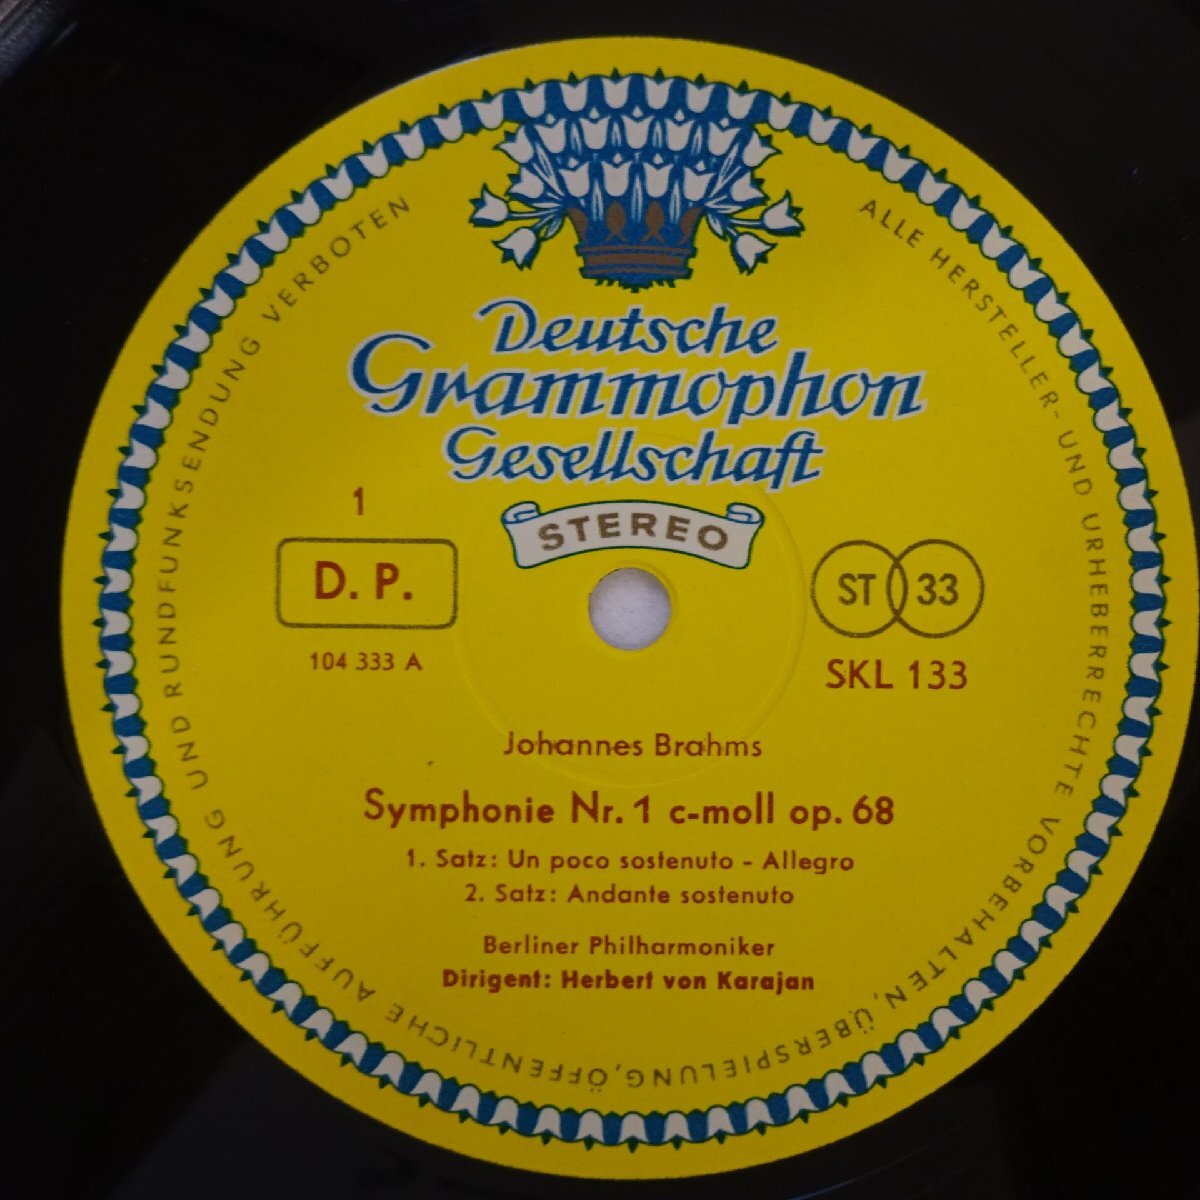 Deutsche
Grammophon
Gesellschaft
STEREO
1
D. P.
104 333 A
ST 33
SKL 133
Johannes Brahms
Symphonie Nr. 1 c-moll op. 68
1. Satz: Un poco sostenuto - Allegro
2. Satz: Andante sostenuto
Berliner Philharmoniker
Dirigent: Herbert von Karajan
ALLE HERSTELLER- UND URHEBERRECHTE VORBEHALTEN, ÜBERSPIELUNG, ÖFFENTLICHE AUFFÜHRUNG UND RUNDFUNKSENDUNG VERBOTEN